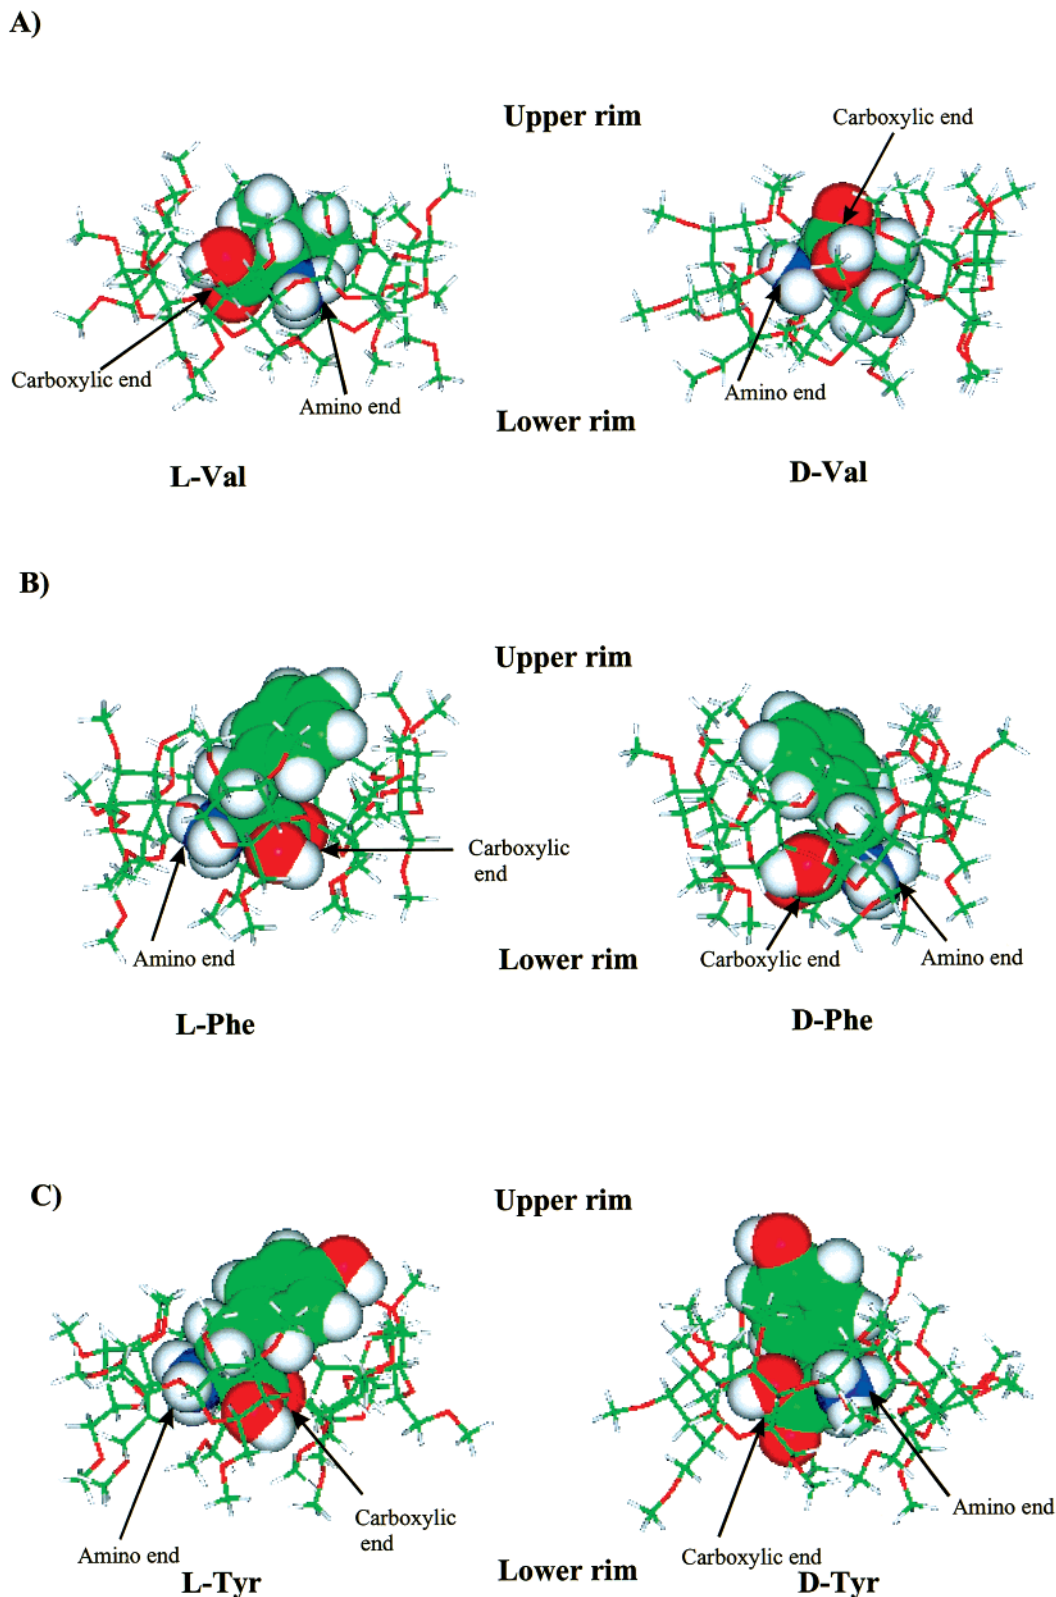 A)
Upper rim
Carboxylic end
Carboxylic end
Amino end
Amino end
Lower rim
L-Val
D-Val
B)
Upper rim
Carboxylic
end
Amino end
Lower rim
Carboxylic end
Amino end
L-Phe
D-Phe
C)
Upper rim
Carboxylic
end
Amino end
Amino end
Carboxylic end
Lower rim
L-Tyr
D-Tyr